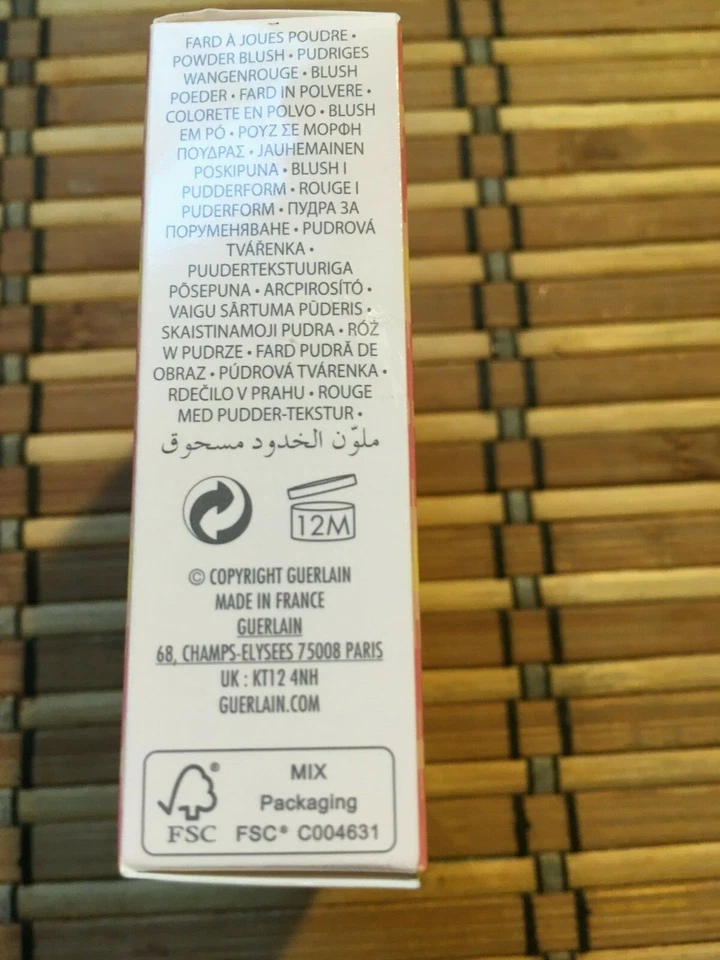 FARD À JOUES POUDRE •
POWDER BLUSH • PUDRIGES
WANGENROUGE • BLUSH
POEDER • FARD IN POLVERE •
COLORETE EN POLVO • BLUSH
EM PÓ • ΡΟΥΖ ΣΕ ΜΟΡΦΗ
ΠΟΥΔΡΑΣ • JAUHEMAINEN
POSKIPUNA • BLUSH I
PUDDERFORM • ROUGE I
PUDERFORM • ПУДРА ЗА
ПОРУМЕНЯВАНЕ • PUDROVÁ
TVÁŘENKA •
PUUDERTEKSTUURIGA
PÕSEPUNA • ARCPIROSÍTÓ •
VAIGU SĀRTUMA PŪDERIS •
SKAISTINAMOJI PUDRA • RÓŻ
W PUDRZE • FARD PUDRĂ DE
OBRAZ • PÚDROVÁ TVÁRENKA •
RDEČILO V PRAHU • ROUGE
MED PUDDER-TEKSTUR •
ملوّن الخدود مسحوق
12M
© COPYRIGHT GUERLAIN
MADE IN FRANCE
GUERLAIN
68, CHAMPS-ELYSEES 75008 PARIS
UK : KT12 4NH
GUERLAIN.COM
MIX
Packaging
FSC® C004631
FSC